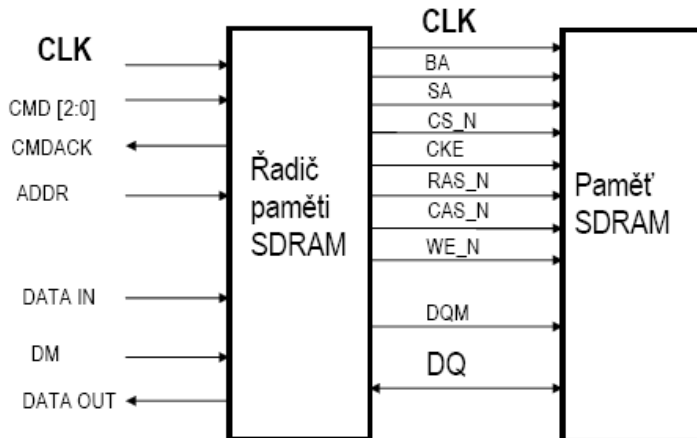 CLK
CMD [2:0]
CMDACK
ADDR
DATA IN
DM
DATA OUT
Řadič
paměti
SDRAM
CLK
BA
SA
CS_N
CKE
RAS_N
CAS_N
WE_N
DQM
DQ
Paměť
SDRAM